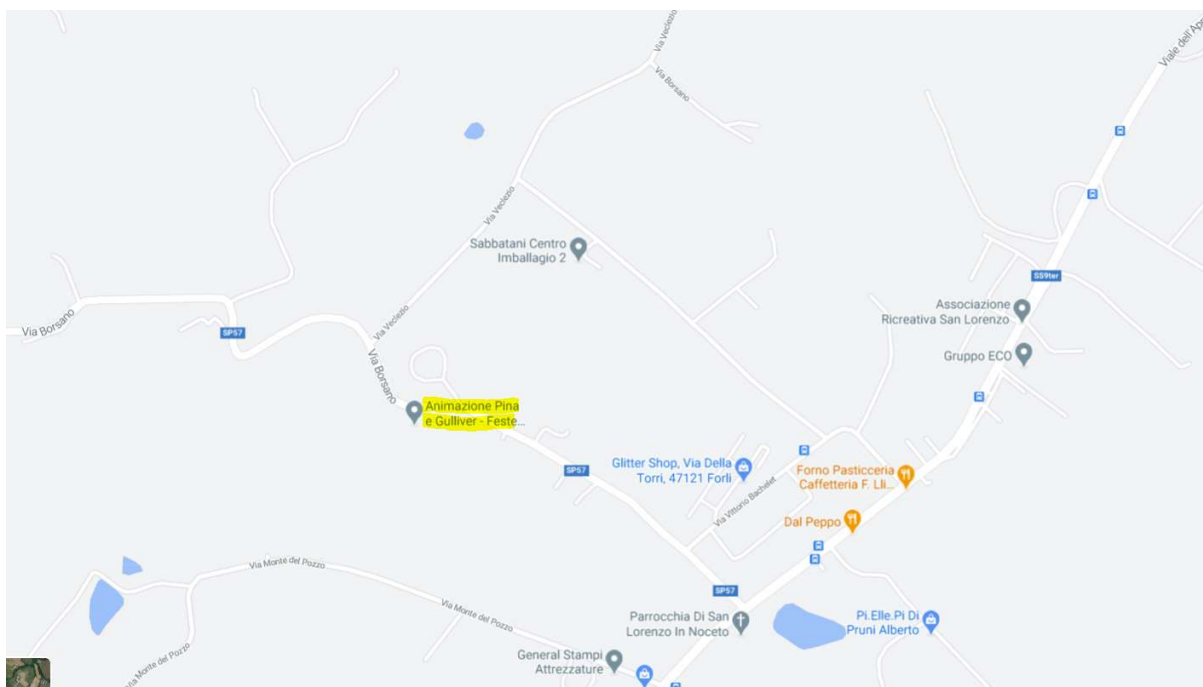 Via Veclezio
Viale dell'Ap
Via Borsano
Via Veclezio
Sabbatani Centro
Imballagio 2
SS9ter
Associazione
Ricreativa San Lorenzo
Via Borsano
SP57
Via Veclezio
Gruppo ECO
Via Borsano
Animazione Pina
e Gulliver - Feste...
Glitter Shop, Via Della
Torri, 47121 Forlì
SP57
Forno Pasticceria
Caffetteria F. Lli...
Via Vittorio Bachelet
Dal Peppo
Via Monte del Pozzo
SP57
Via Monte del Pozzo
Parrocchia Di San
Lorenzo In Noceto
Pi.Elle.Pi Di
Pruni Alberto
General Stampi
Attrezzature
Via Monte del Pozzo